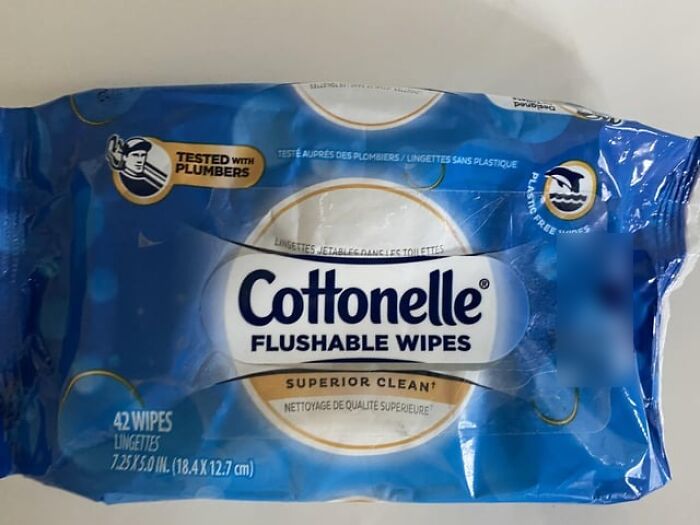 Designed
TESTED WITH
PLUMBERS
TESTÉ AUPRÈS DES PLOMBIERS / LINGETTES SANS PLASTIQUE
PLASTIC FREE WIPES
LINGETTES JETABLES DANS LES TOILETTES
Cottonelle®
FLUSHABLE WIPES
SUPERIOR CLEAN†
NETTOYAGE DE QUALITÉ SUPÉRIEURE†
42 WIPES
LINGETTES
7.25 X 5.0 IN. (18.4 X 12.7 cm)